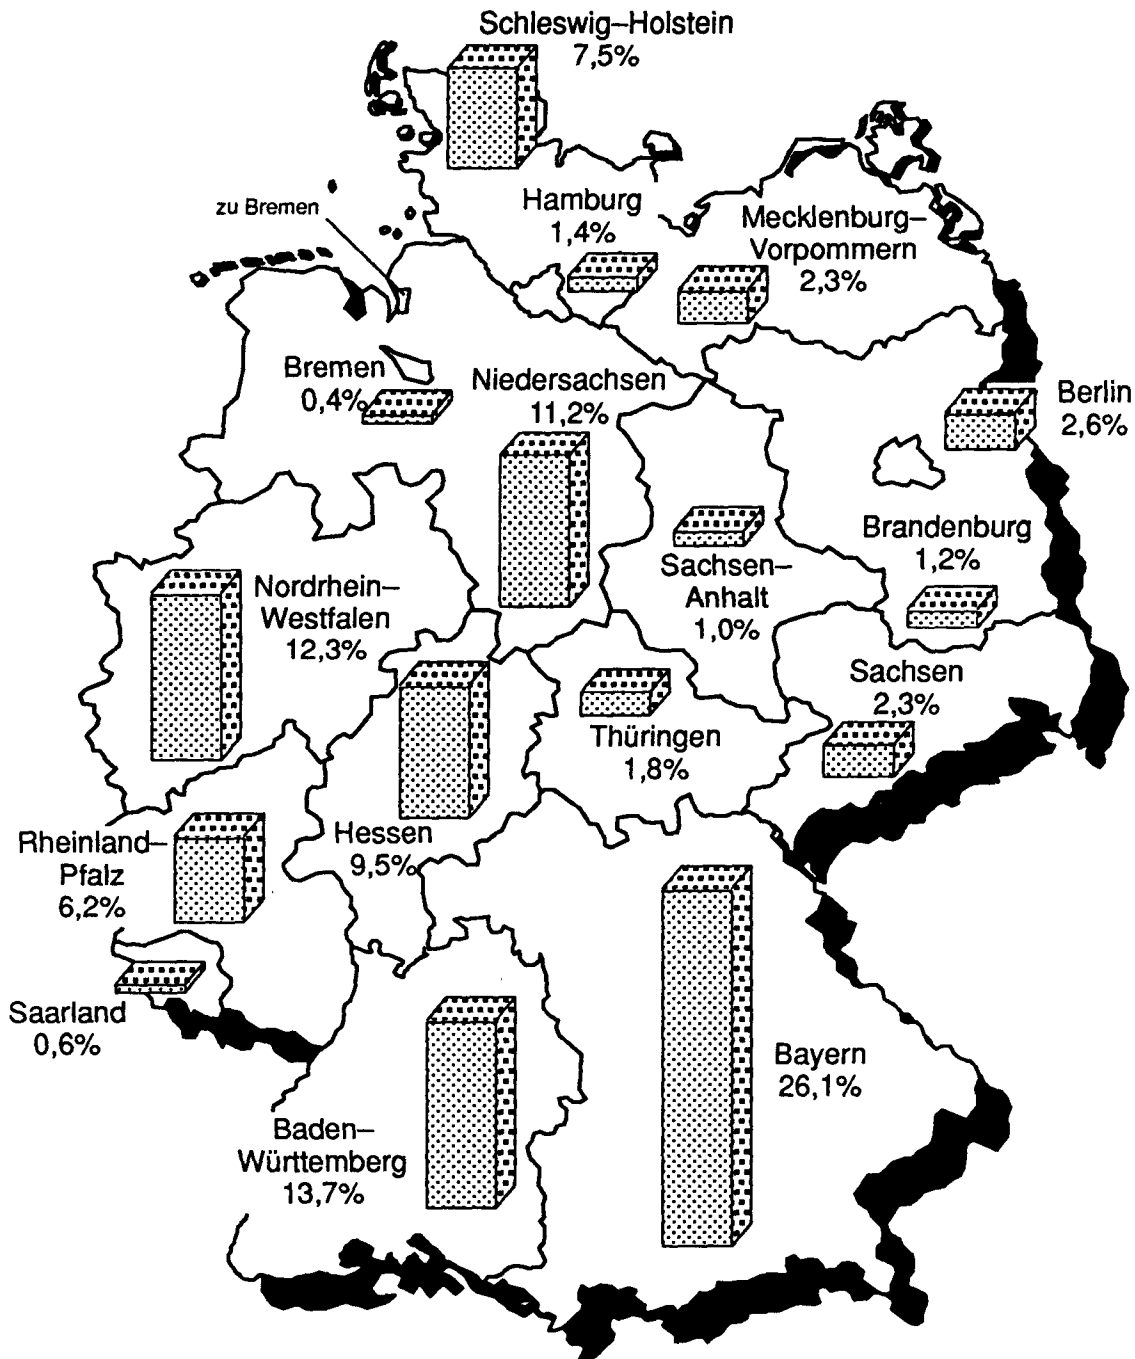 Schleswig–Holstein
7,5%
zu Bremen
Hamburg
1,4%
Mecklenburg–
Vorpommern
2,3%
Bremen
0,4%
Niedersachsen
11,2%
Berlin
2,6%
Brandenburg
1,2%
Sachsen–
Anhalt
1,0%
Nordrhein–
Westfalen
12,3%
Sachsen
2,3%
Thüringen
1,8%
Hessen
9,5%
Rheinland–
Pfalz
6,2%
Saarland
0,6%
Bayern
26,1%
Baden–
Württemberg
13,7%